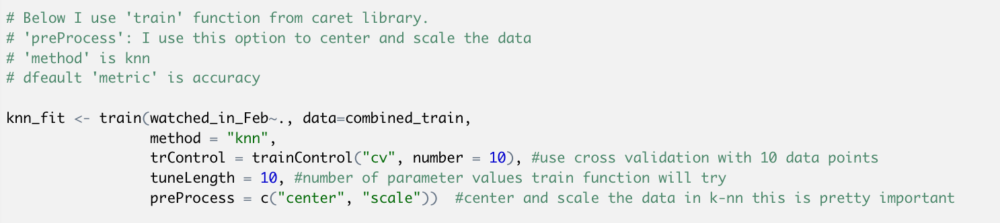 # Below I use 'train' function from caret library.
# 'preProcess': I use this option to center and scale the data
# 'method' is knn
# dfeault 'metric' is accuracy
knn_fit <- train(watched_in_Feb~., data=combined_train,
method = "knn",
trControl = trainControl("cv", number = 10), #use cross validation with 10 data points
tuneLength = 10, #number of parameter values train function will try
preProcess = c("center", "scale"))  #center and scale the data in k-nn this is pretty important